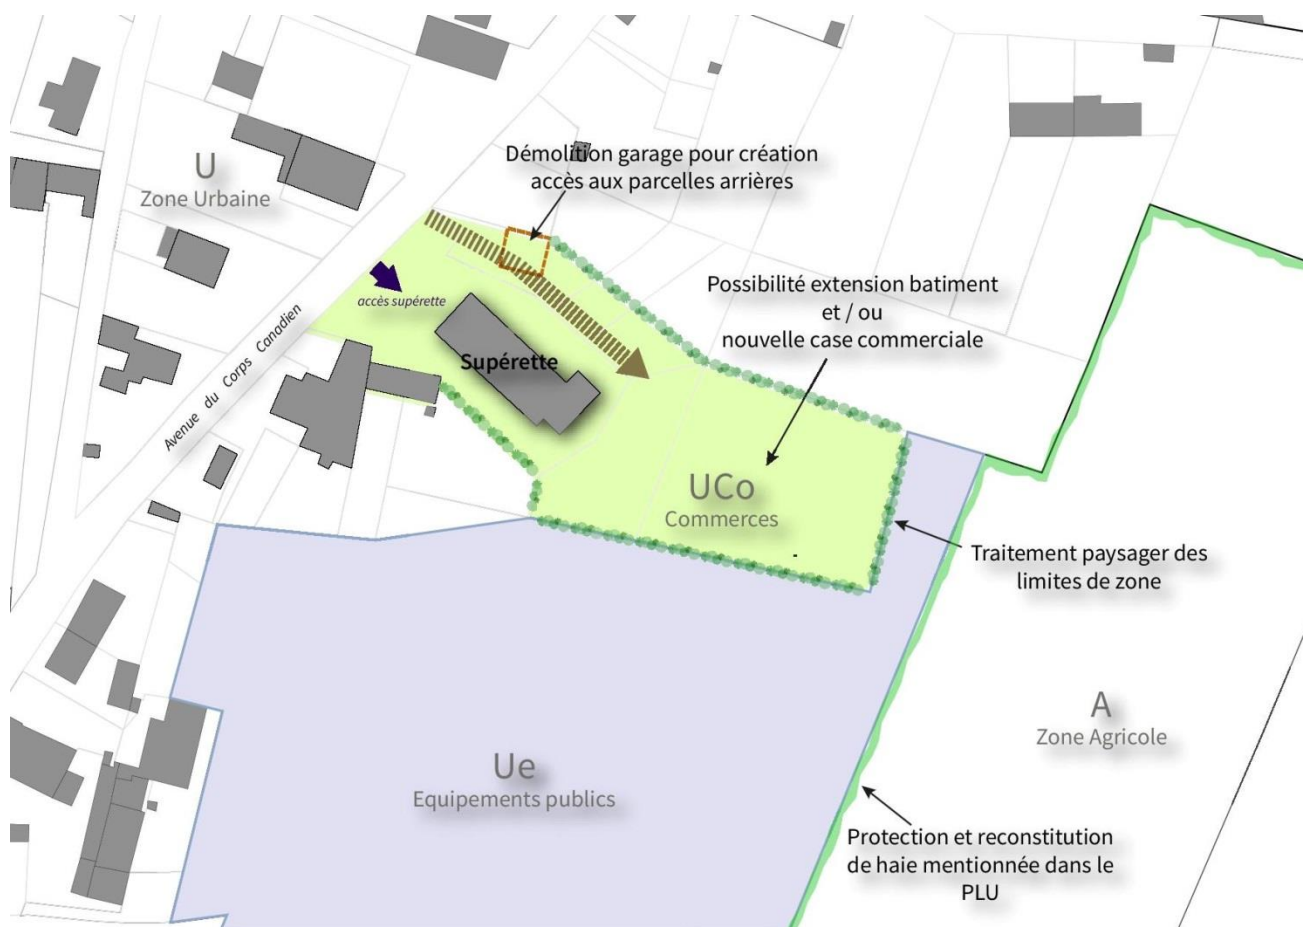 Démolition garage pour création
accès aux parcelles arrières
U
Zone Urbaine
Possibilité extension batiment
et / ou
nouvelle case commerciale
accès supérette
Avenue du Corps Canadien
Supérette
UCo
Commerces
Traitement paysager des
limites de zone
A
Zone Agricole
Ue
Equipements publics
Protection et reconstitution
de haie mentionnée dans le
PLU